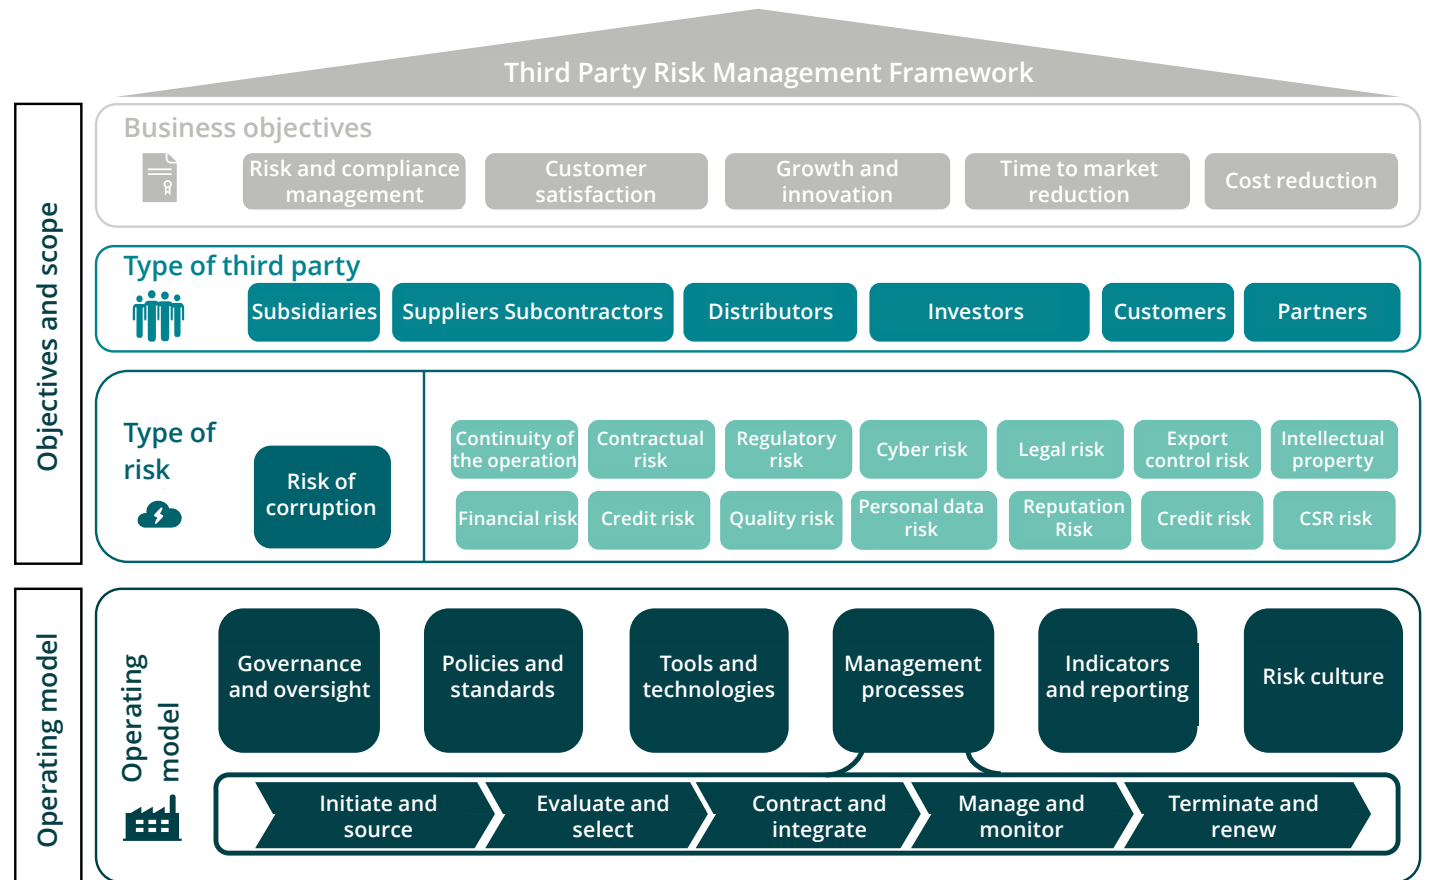 Third Party Risk Management Framework
Objectives and scope
Business objectives
Risk and compliance
management
Customer
satisfaction
Growth and
innovation
Time to market
reduction
Cost reduction
Type of third party
Subsidiaries
Suppliers Subcontractors
Distributors
Investors
Customers
Partners
Type of
risk
Risk of
corruption
Continuity of
the operation
Contractual
risk
Regulatory
risk
Cyber risk
Legal risk
Export
control risk
Intellectual
property
Financial risk
Credit risk
Quality risk
Personal data
risk
Reputation
Risk
Credit risk
CSR risk
Operating model
Operating
model
Governance
and oversight
Policies and
standards
Tools and
technologies
Management
processes
Indicators
and reporting
Risk culture
Initiate and
source
Evaluate and
select
Contract and
integrate
Manage and
monitor
Terminate and
renew